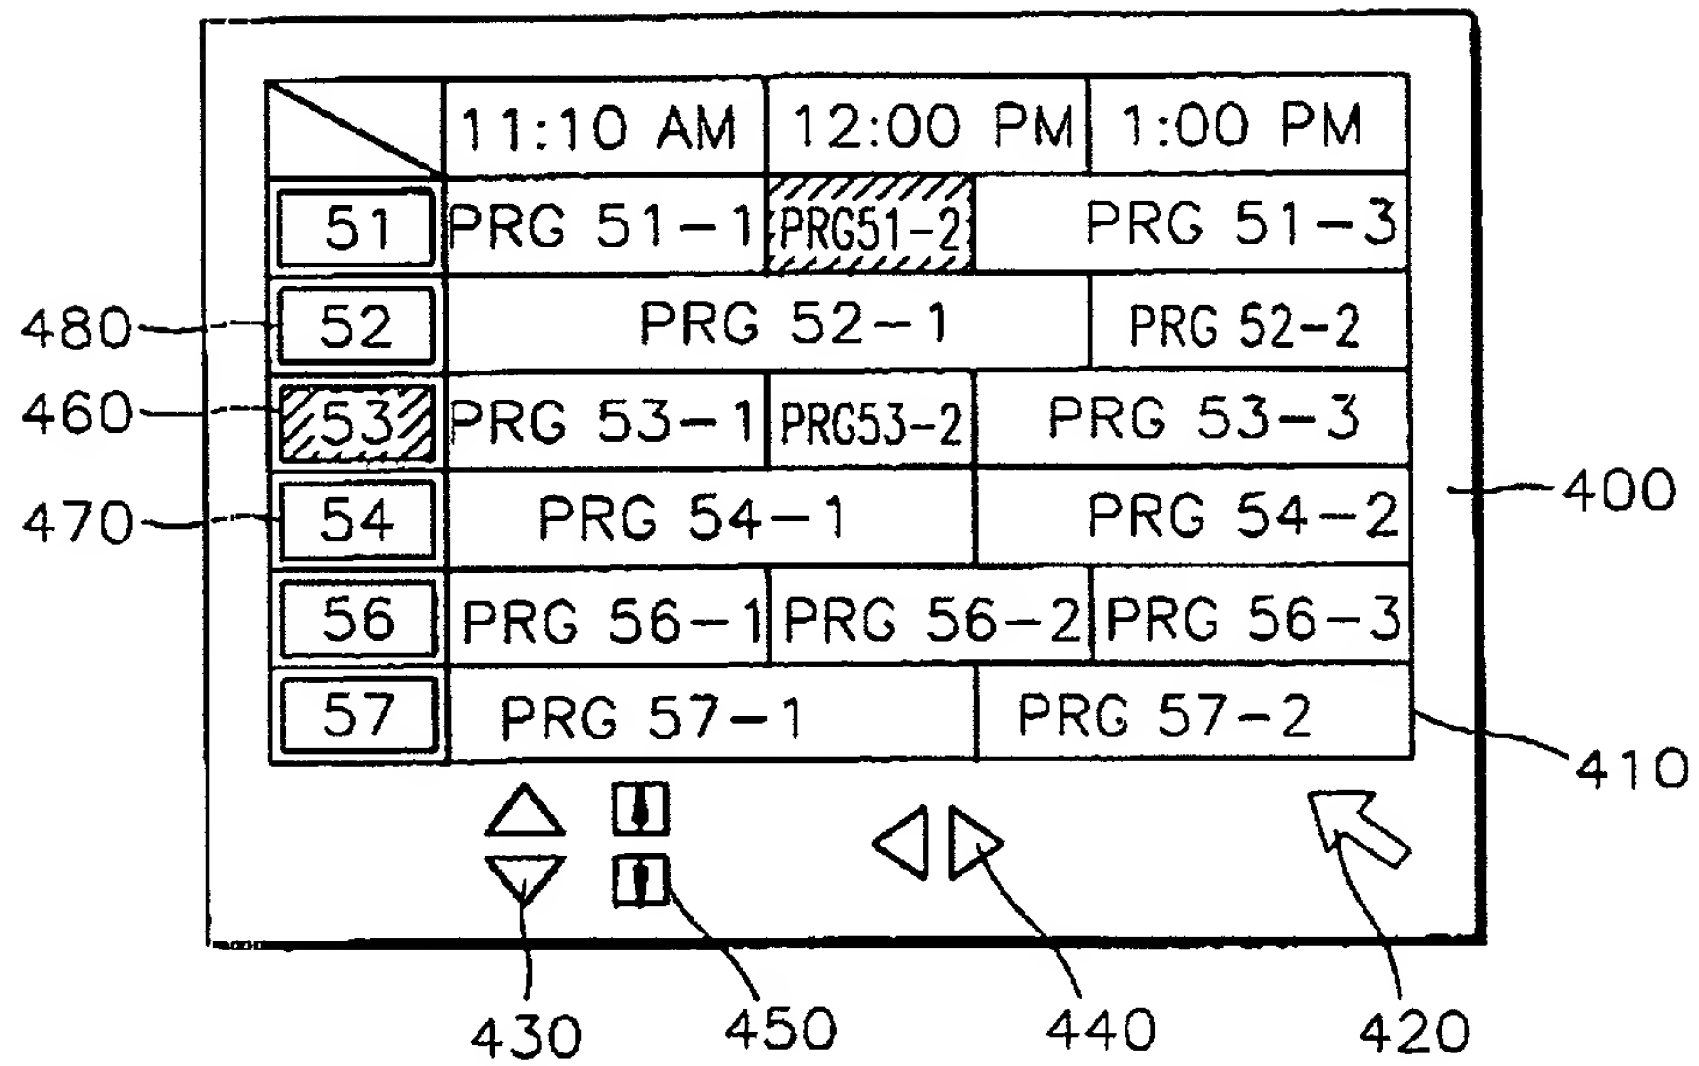 11:10 AM 12:00 PM 1:00 PM
51 PRG 51-1 PRG51-2 PRG 51-3
480 52 PRG 52-1 PRG 52-2
460 53 PRG 53-1 PRG53-2 PRG 53-3
400
470 54 PRG 54-1 PRG 54-2
56 PRG 56-1 PRG 56-2 PRG 56-3
57 PRG 57-1 PRG 57-2
410
430 450 440 420